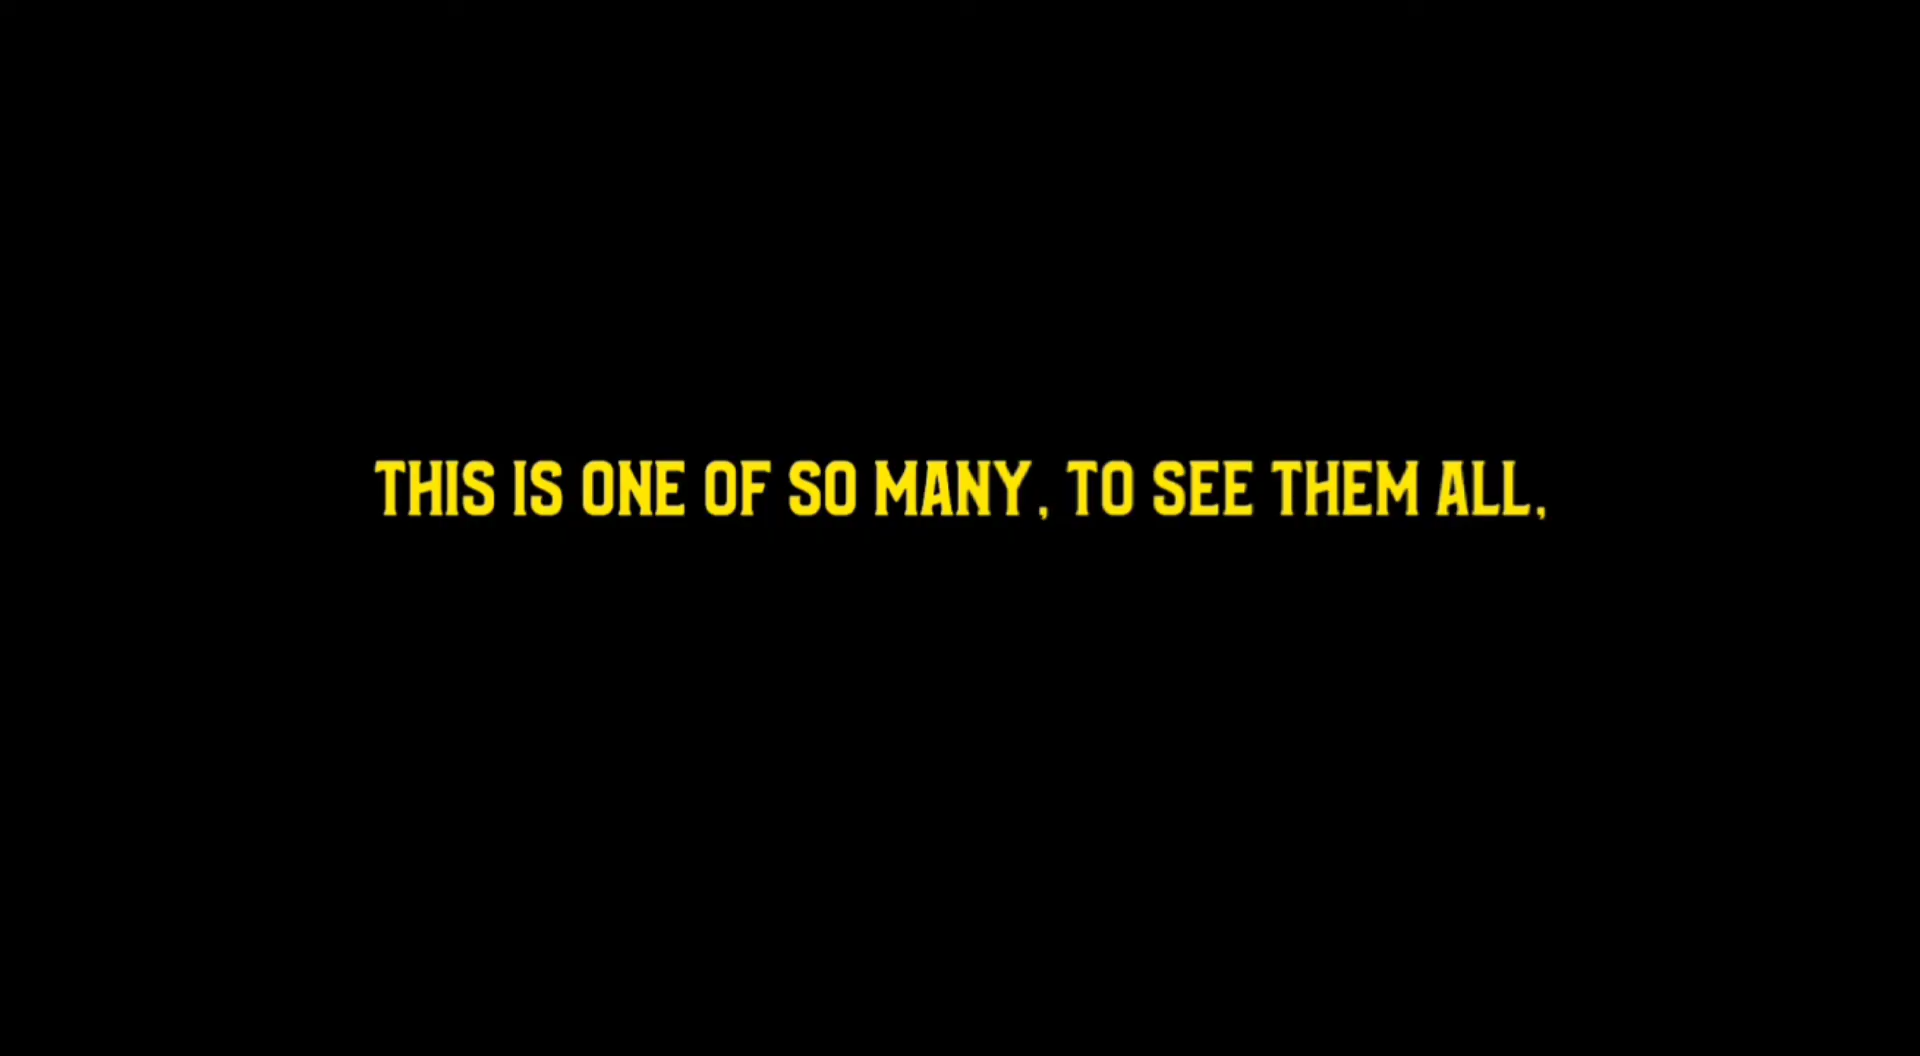 THIS IS ONE OF SO MANY, TO SEE THEM ALL,